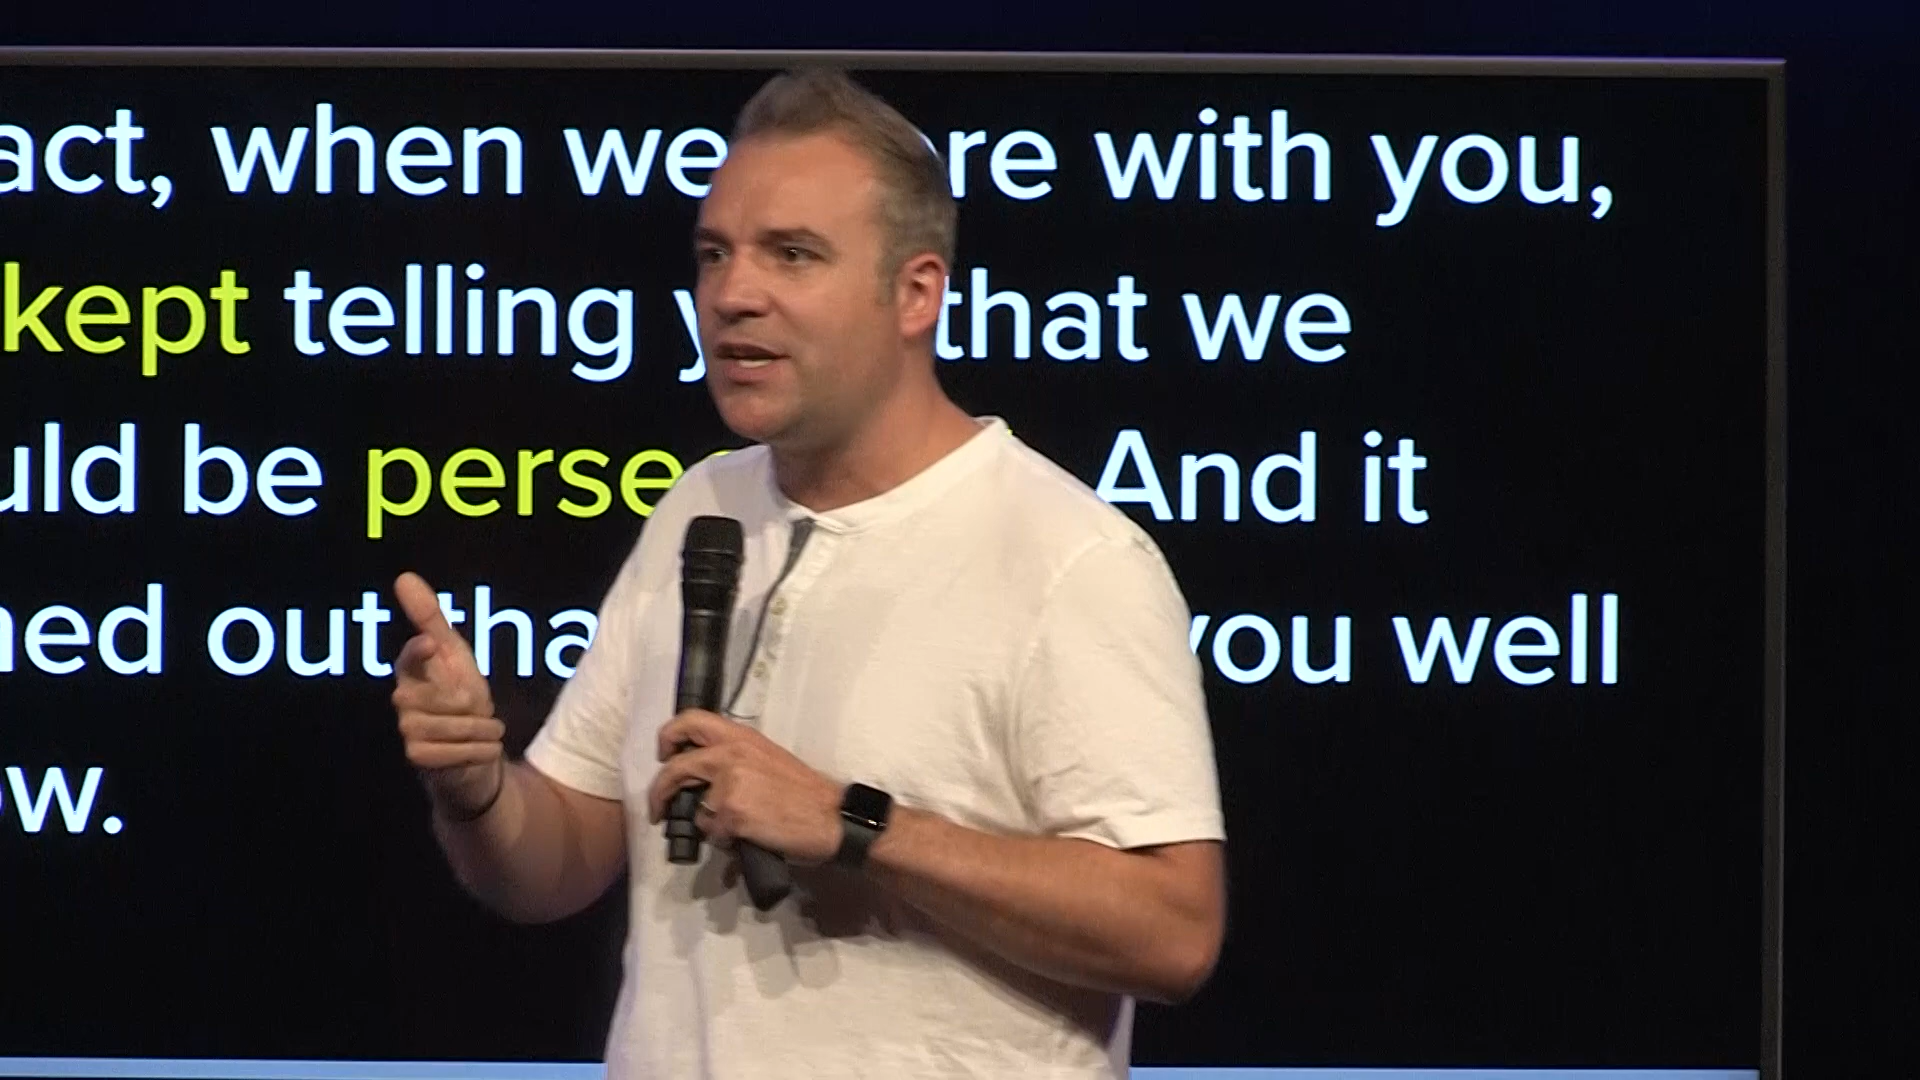 act, when we re with you,
kept telling that we
uld be perse And it
ned out tha you well
ow.